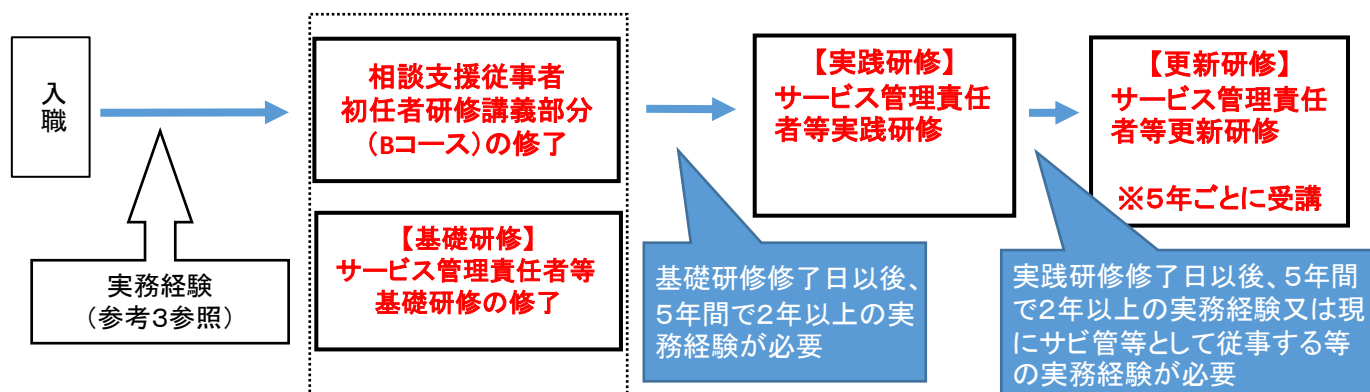 入
職
実務経験
（参考３参照）
相談支援従事者
初任者研修講義部分
（Bコース）の修了
【基礎研修】
サービス管理責任者等
基礎研修の修了
基礎研修修了日以後、
５年間で２年以上の実
務経験が必要
【実践研修】
サービス管理責任
者等実践研修
実践研修修了日以後、５年間
で２年以上の実務経験又は現
にサビ管等として従事する等
の実務経験が必要
【更新研修】
サービス管理責任
者等更新研修
※５年ごとに受講